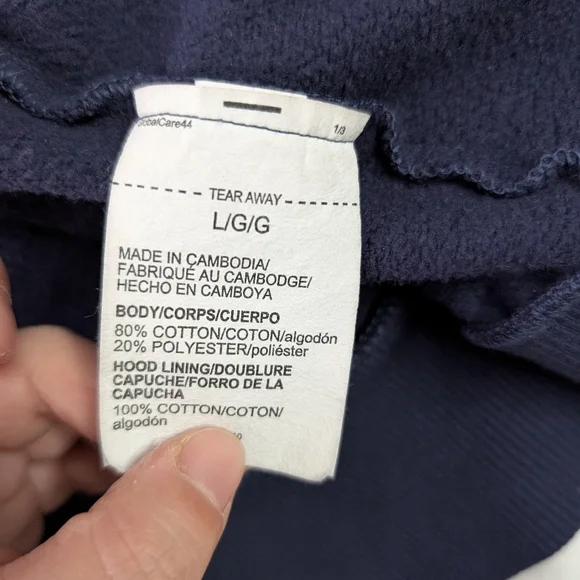 GlobalCare44 1/3
TEAR AWAY
L/G/G
MADE IN CAMBODIA/
FABRIQUÉ AU CAMBODGE/
HECHO EN CAMBOYA
BODY/CORPS/CUERPO
80% COTTON/COTON/algodón
20% POLYESTER/poliéster
HOOD LINING/DOUBLURE
CAPUCHE/FORRO DE LA
CAPUCHA
100% COTTON/COTON/
algodón